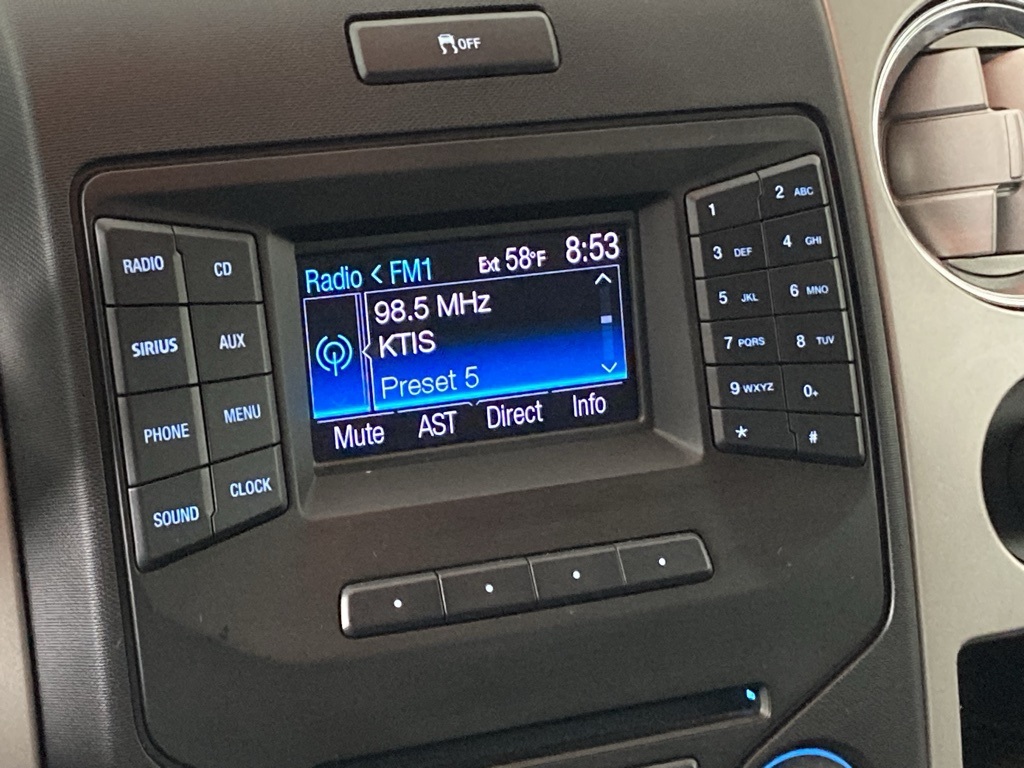 OFF
Radio < FM1 Ext 58°F 8:53
98.5 MHz
KTIS
Preset 5
Mute AST Direct Info
RADIO CD
SIRIUS AUX
PHONE MENU
SOUND CLOCK
1 2 ABC
3 DEF 4 GHI
5 JKL 6 MNO
7 PQRS 8 TUV
9 WXYZ 0+
* #